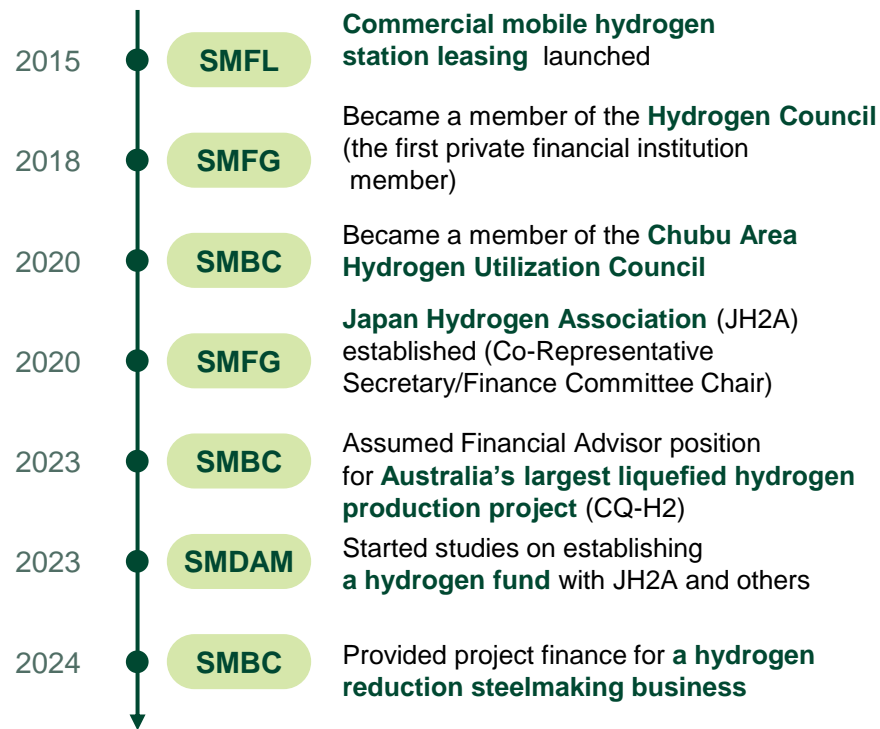 2015
SMFL
Commercial mobile hydrogen
station leasing launched
2018
SMFG
Became a member of the Hydrogen Council
(the first private financial institution
member)
2020
SMBC
Became a member of the Chubu Area
Hydrogen Utilization Council
2020
SMFG
Japan Hydrogen Association (JH2A)
established (Co-Representative
Secretary/Finance Committee Chair)
2023
SMBC
Assumed Financial Advisor position
for Australia’s largest liquefied hydrogen
production project (CQ-H2)
2023
SMDAM
Started studies on establishing
a hydrogen fund with JH2A and others
2024
SMBC
Provided project finance for a hydrogen
reduction steelmaking business